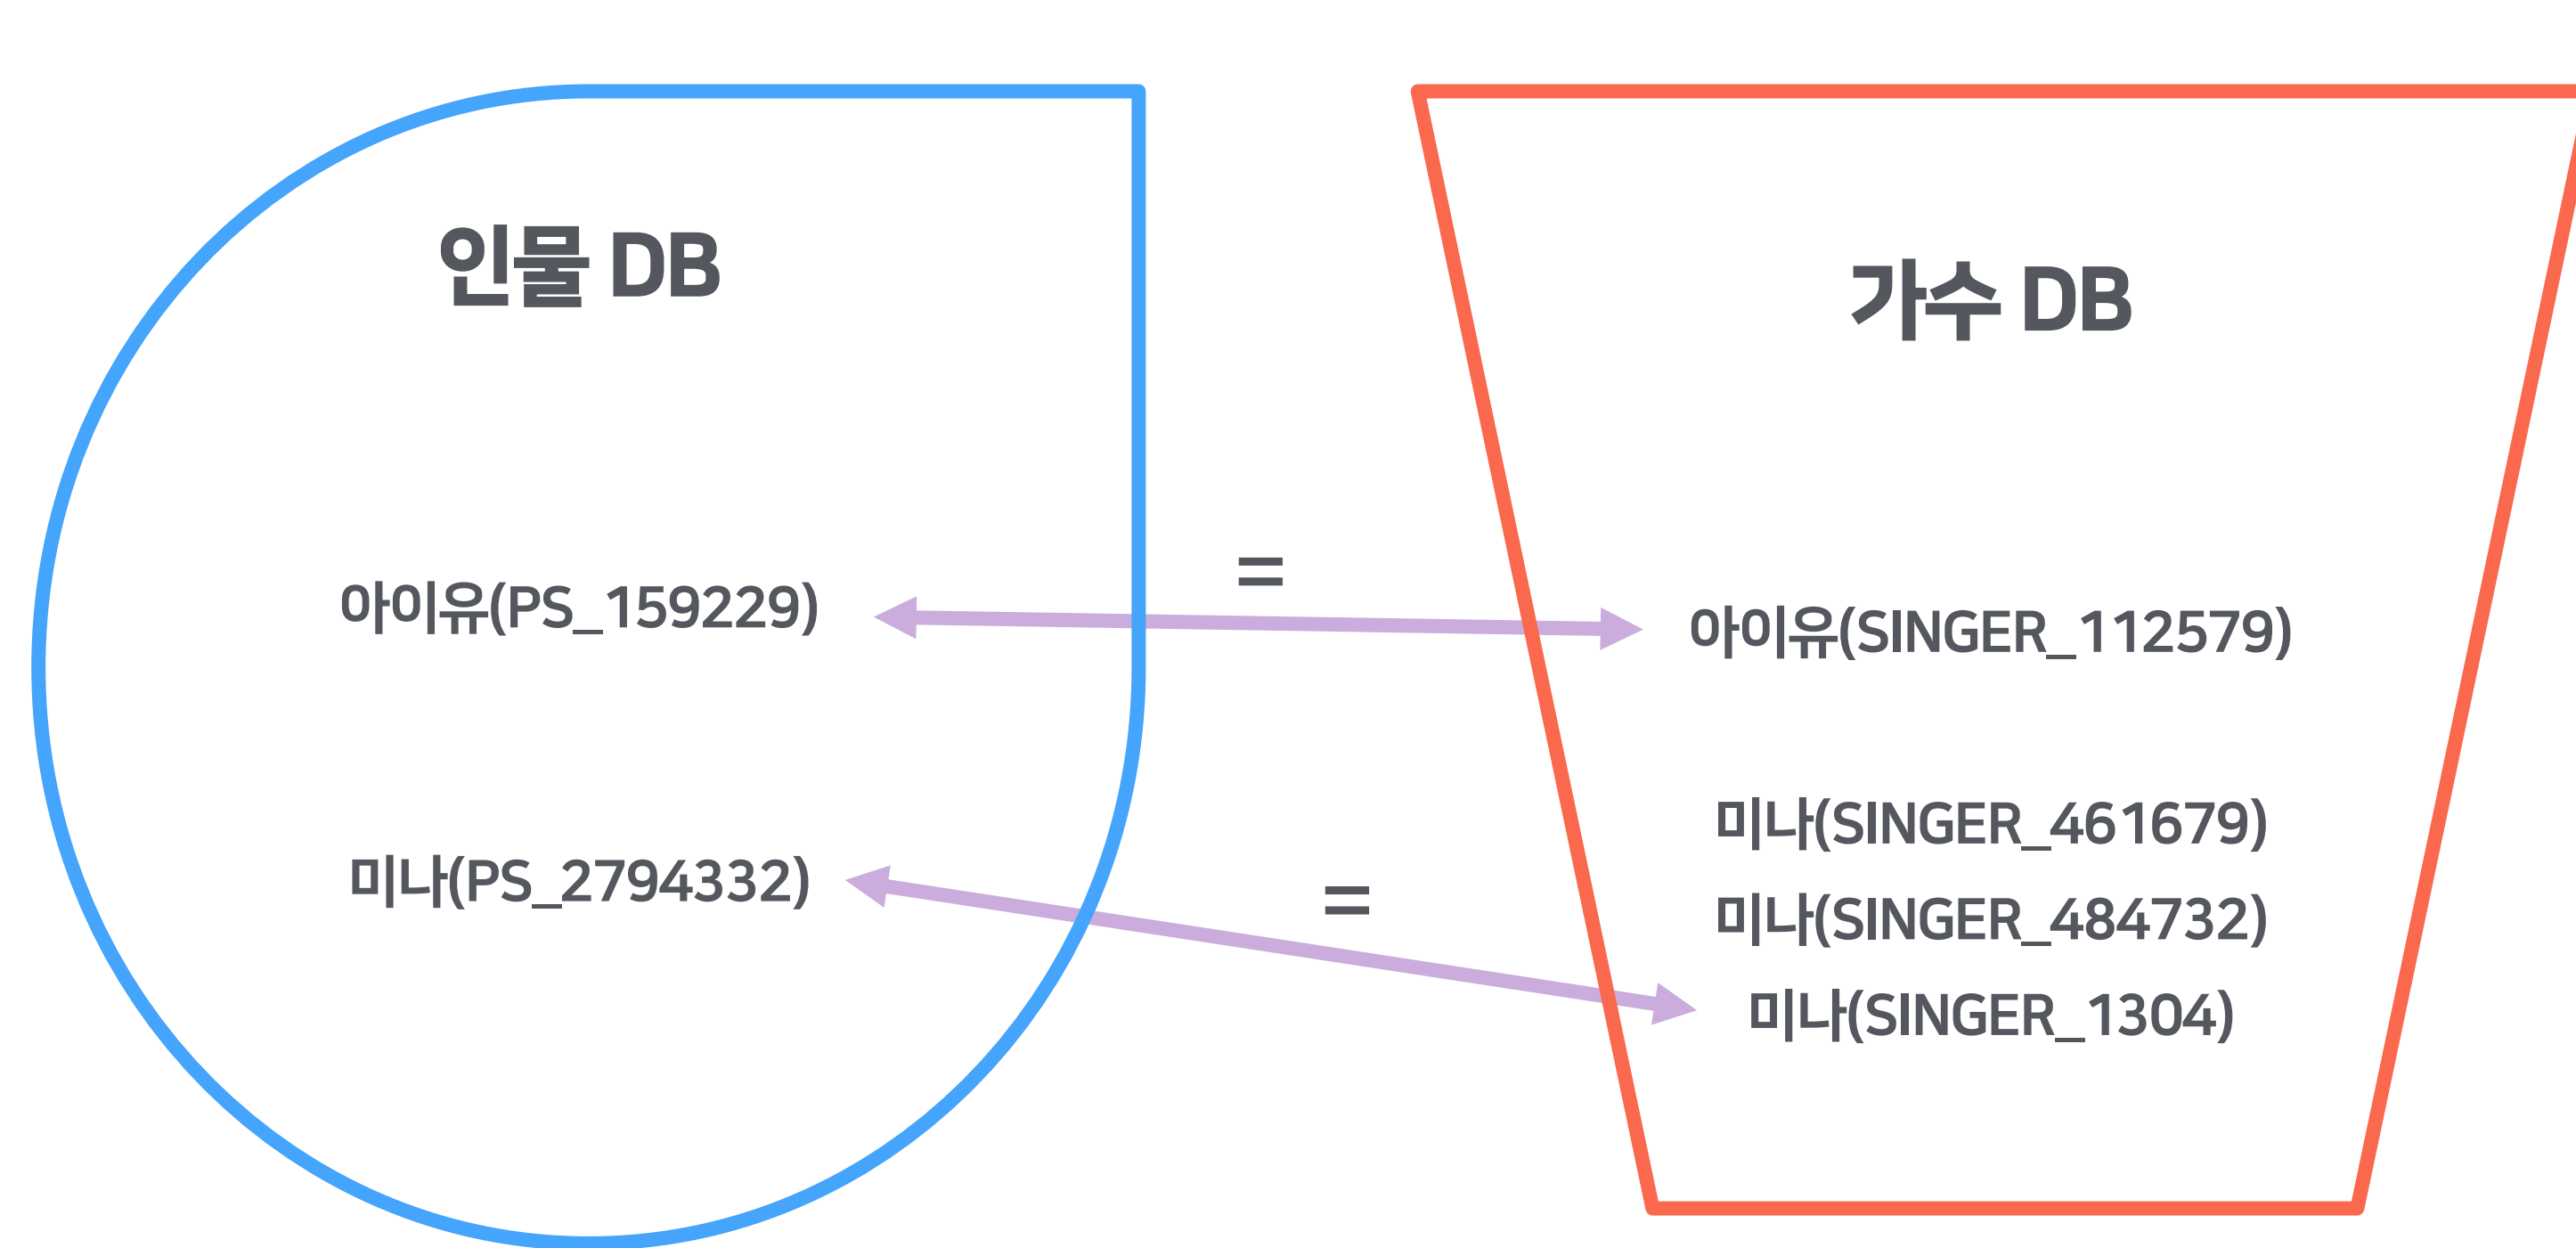 인물 DB
가수 DB
=
아이유(PS_159229)
아이유(SINGER_112579)
미나(SINGER_461679)
미나(PS_2794332)
=
미나(SINGER_484732)
미나(SINGER_1304)